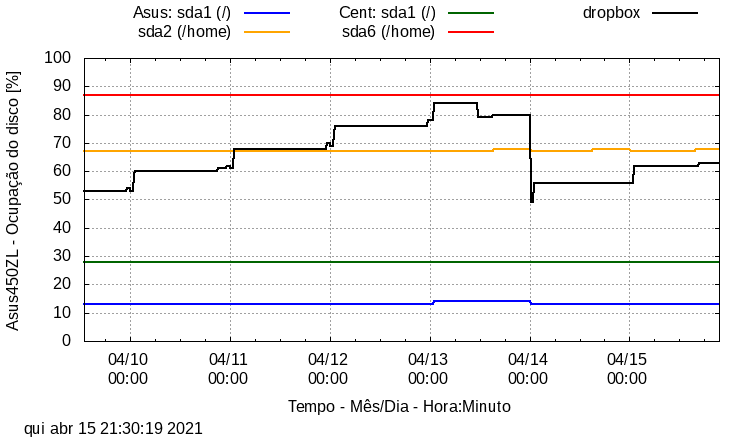 Asus: sda1 (/) Cent: sda1 (/) dropbox
sda2 (/home) sda6 (/home)
Asus450ZL - Ocupação do disco [%]
100
90
80
70
60
50
40
30
20
10
0
04/10 04/11 04/12 04/13 04/14 04/15
00:00 00:00 00:00 00:00 00:00 00:00
Tempo - Mês/Dia - Hora:Minuto
qui abr 15 21:30:19 2021